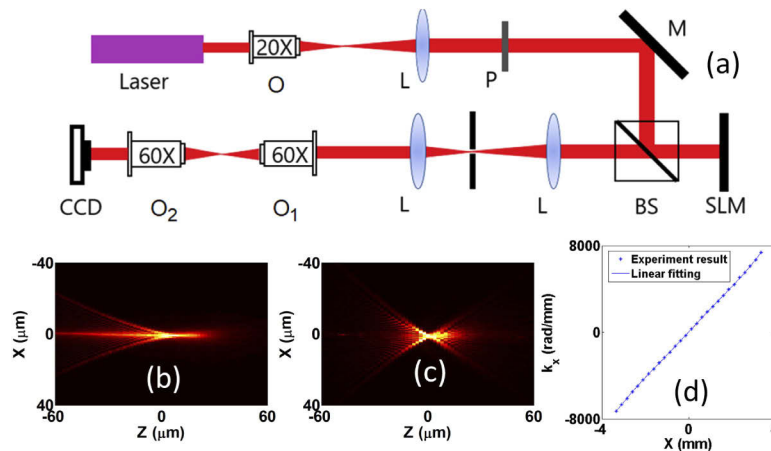 20X
M
(a)
Laser
O
L
P
60X
60X
CCD
O2
O1
L
L
BS
SLM
-40
0
40
X (μm)
(b)
-60
0
60
Z (μm)
-40
0
40
X (μm)
(c)
-60
0
60
Z (μm)
8000
0
-8000
kx (rad/mm)
Experiment result
Linear fitting
(d)
-4
0
4
X (mm)